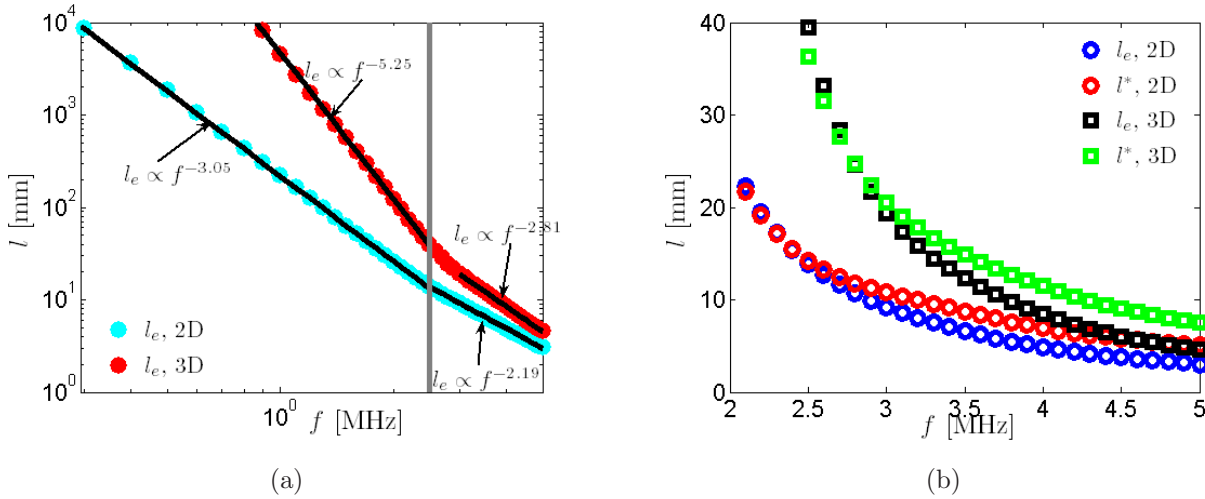 10^4
10^3
10^2
10^1
10^0
l [mm]
l_e ∝ f^{-5.25}
l_e ∝ f^{-3.05}
l_e ∝ f^{-2.81}
l_e ∝ f^{-2.19}
l_e, 2D
l_e, 3D
10^0
f [MHz]
(a)
40
30
20
10
0
l [mm]
l_e, 2D
l^*, 2D
l_e, 3D
l^*, 3D
2 2.5 3 3.5 4 4.5 5
f [MHz]
(b)